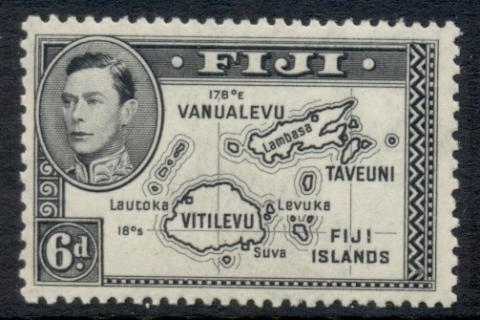 FIJI
178°E
VANUALEVU
Lambasa
TAVEUNI
Lautoka
VITILEVU
Levuka
18°S
Suva
FIJI
ISLANDS
6d.